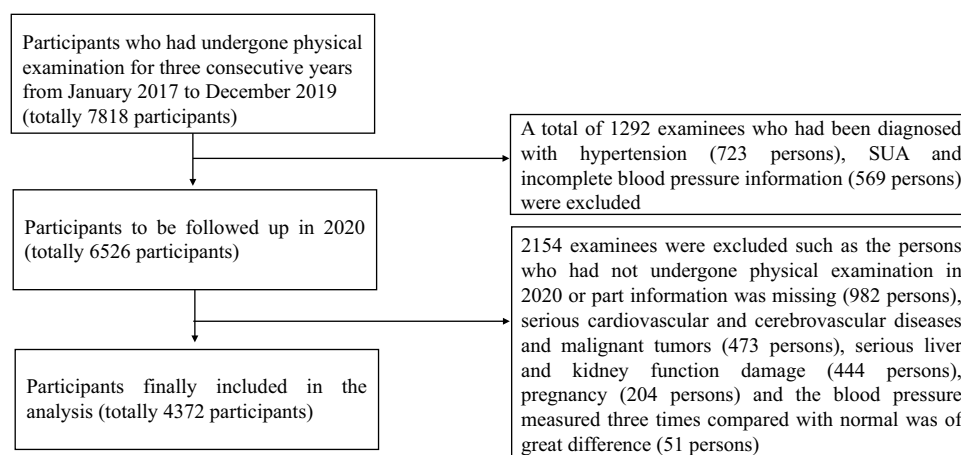 Participants who had undergone physical
examination for three consecutive years
from January 2017 to December 2019
(totally 7818 participants)
A total of 1292 examinees who had been diagnosed
with hypertension (723 persons), SUA and
incomplete blood pressure information (569 persons)
were excluded
Participants to be followed up in 2020
(totally 6526 participants)
2154 examinees were excluded such as the persons
who had not undergone physical examination in
2020 or part information was missing (982 persons),
serious cardiovascular and cerebrovascular diseases
and malignant tumors (473 persons), serious liver
and kidney function damage (444 persons),
pregnancy (204 persons) and the blood pressure
measured three times compared with normal was of
great difference (51 persons)
Participants finally included in the
analysis (totally 4372 participants)